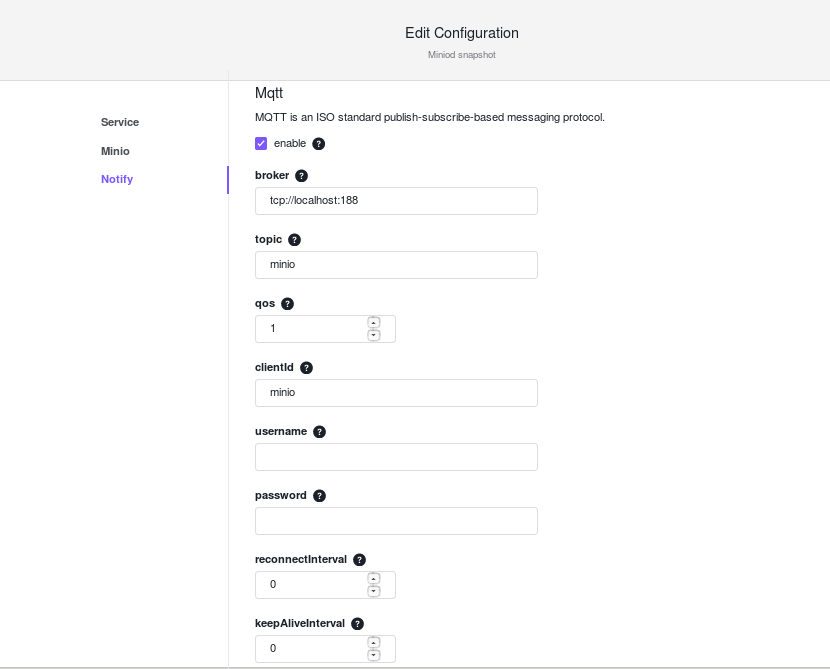 Edit Configuration
Miniod snapshot
Service
Minio
Notify
Mqtt
MQTT is an ISO standard publish-subscribe-based messaging protocol.
enable ?
broker ?
tcp://localhost:188
topic ?
minio
qos ?
1
clientId ?
minio
username ?
password ?
reconnectInterval ?
0
keepAliveInterval ?
0